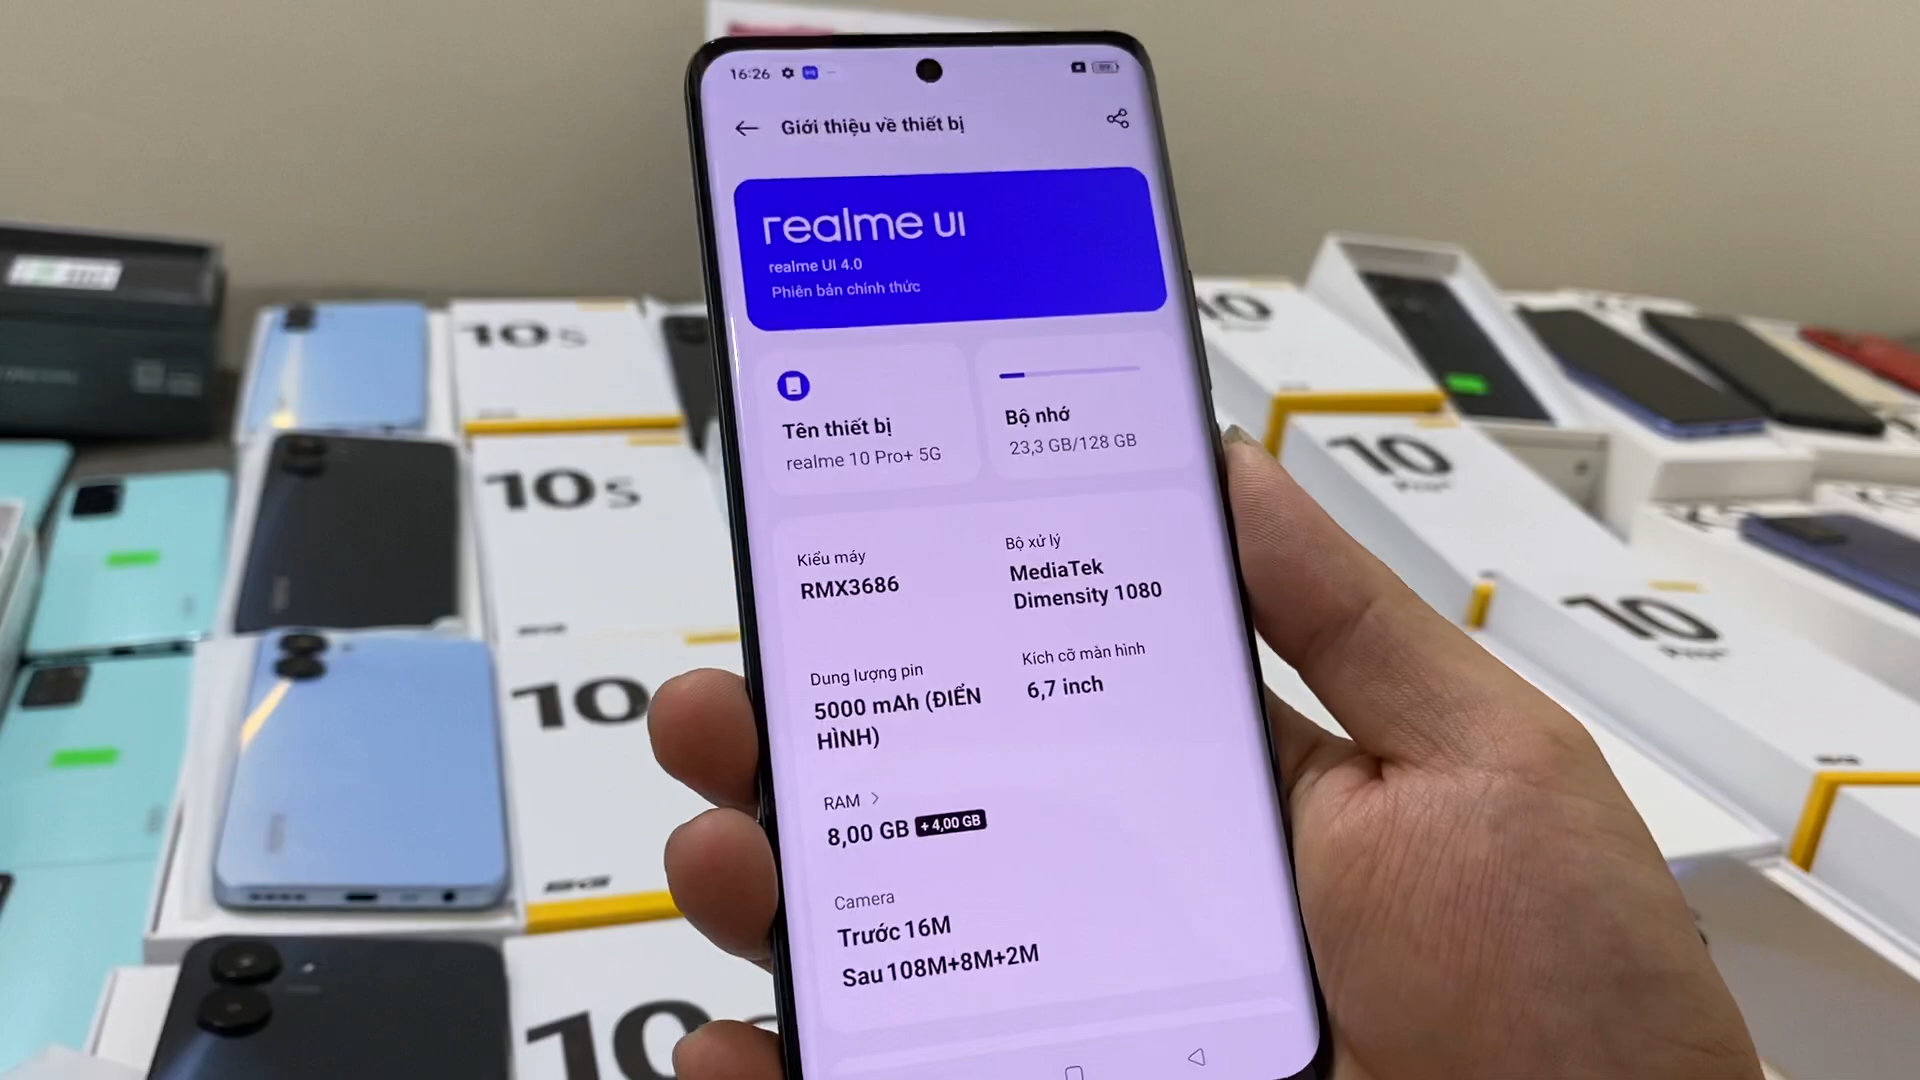 16:26
Giới thiệu về thiết bị
realme UI
realme UI 4.0
Phiên bản chính thức
Tên thiết bị
realme 10 Pro+ 5G
Bộ nhớ
23,3 GB/128 GB
Kiểu máy
RMX3686
Bộ xử lý
MediaTek
Dimensity 1080
Dung lượng pin
5000 mAh (ĐIỂN
HÌNH)
Kích cỡ màn hình
6,7 inch
RAM
8,00 GB +4,00 GB
Camera
Trước 16M
Sau 108M+8M+2M
10s
10s
10
10
10
10
Pro+
10
Pro+